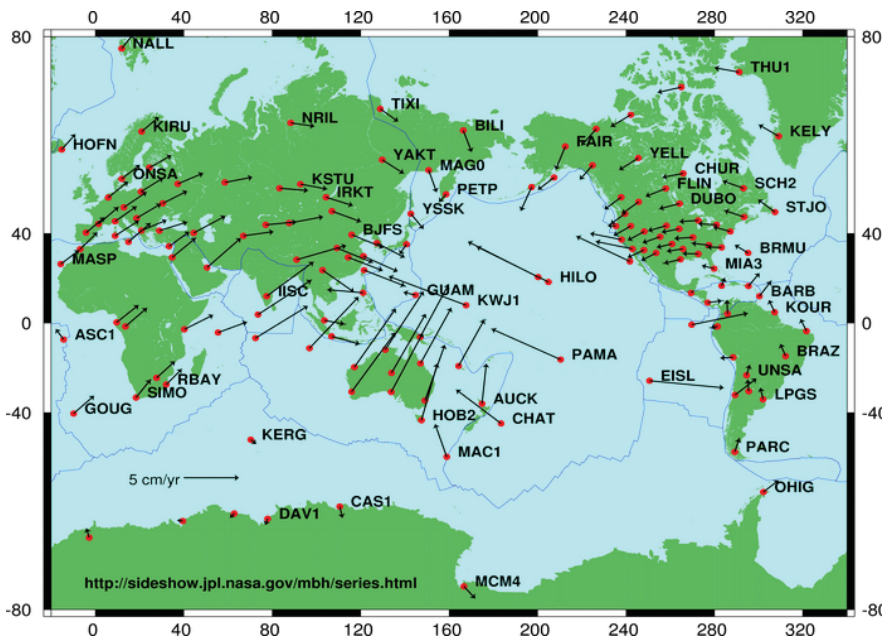 0 40 80 120 160 200 240 280 320
80 80
NALL
THU1
TIXI
NRIL
KIRU
BILI
FAIR
KELY
HOFN
YAKT
YELL
ONSA
MAG0
CHUR
KSTU
PETP
FLIN
SCH2
IRKT
DUBO
YSSK
STJO
40 BJFS 40
MASP
BRMU
HILO
MIA3
IISC
GUAM
BARB
KWJ1
KOUR
0 0
ASC1
PAMA
BRAZ
UNSA
RBAY
EISL
SIMO
LPGS
AUCK
GOUG
HOB2
CHAT
-40 -40
KERG
MAC1
PARC
5 cm/yr
OHIG
CAS1
DAV1
http://sideshow.jpl.nasa.gov/mbh/series.html
MCM4
-80 -80
0 40 80 120 160 200 240 280 320